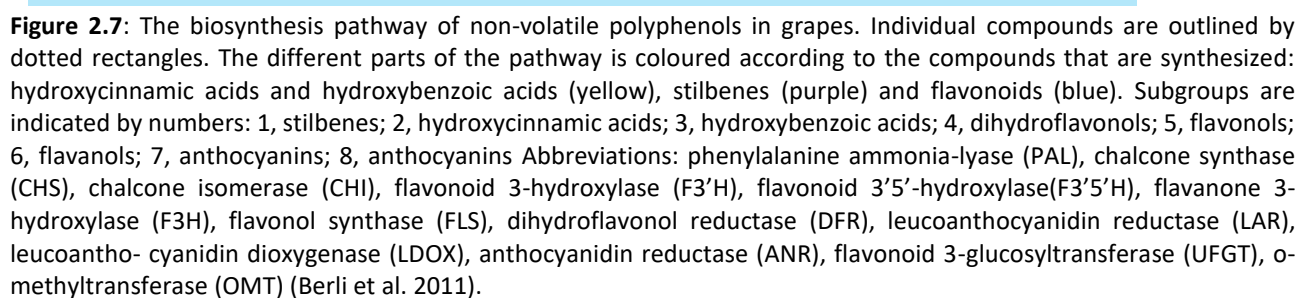 Figure 2.7: The biosynthesis pathway of non-volatile polyphenols in grapes. Individual compounds are outlined by
dotted rectangles. The different parts of the pathway is coloured according to the compounds that are synthesized:
hydroxycinnamic acids and hydroxybenzoic acids (yellow), stilbenes (purple) and flavonoids (blue). Subgroups are
indicated by numbers: 1, stilbenes; 2, hydroxycinnamic acids; 3, hydroxybenzoic acids; 4, dihydroflavonols; 5, flavonols;
6, flavanols; 7, anthocyanins; 8, anthocyanins Abbreviations: phenylalanine ammonia-lyase (PAL), chalcone synthase
(CHS), chalcone isomerase (CHI), flavonoid 3-hydroxylase (F3’H), flavonoid 3’5’-hydroxylase(F3’5’H), flavanone 3-
hydroxylase (F3H), flavonol synthase (FLS), dihydroflavonol reductase (DFR), leucoanthocyanidin reductase (LAR),
leucoantho- cyanidin dioxygenase (LDOX), anthocyanidin reductase (ANR), flavonoid 3-glucosyltransferase (UFGT), o-
methyltransferase (OMT) (Berli et al. 2011).